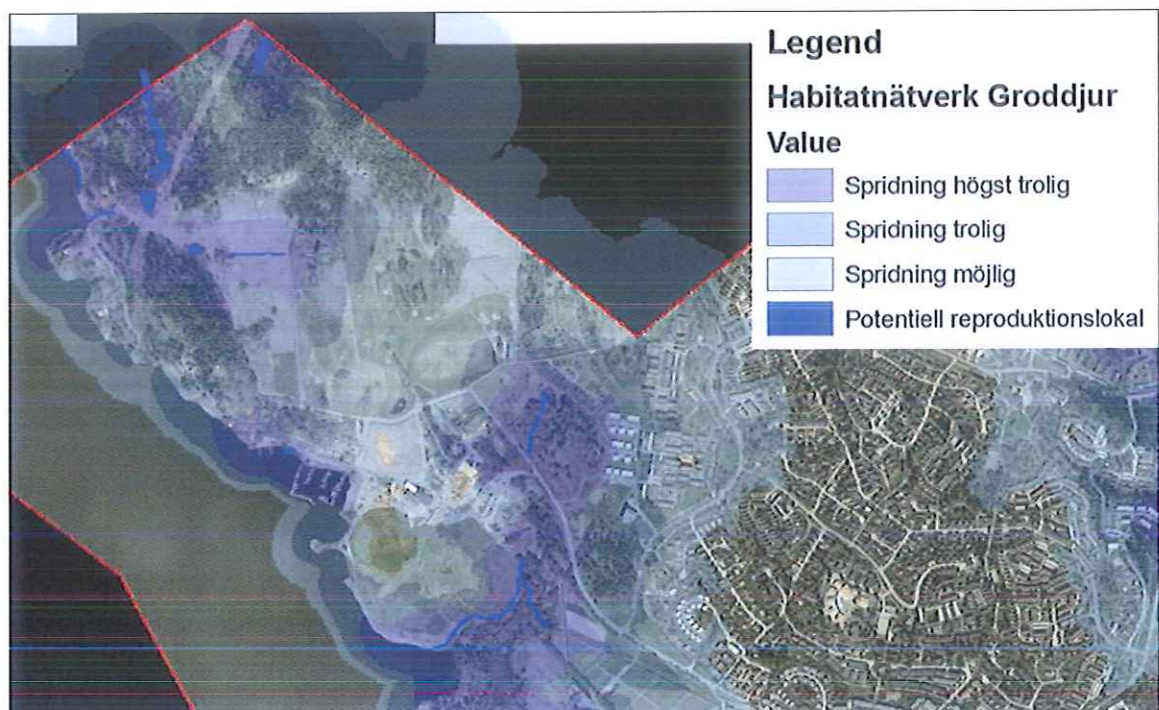 Legend
Habitatnätverk Groddjur
Value
Spridning högst trolig
Spridning trolig
Spridning möjlig
Potentiell reproduktionslokal